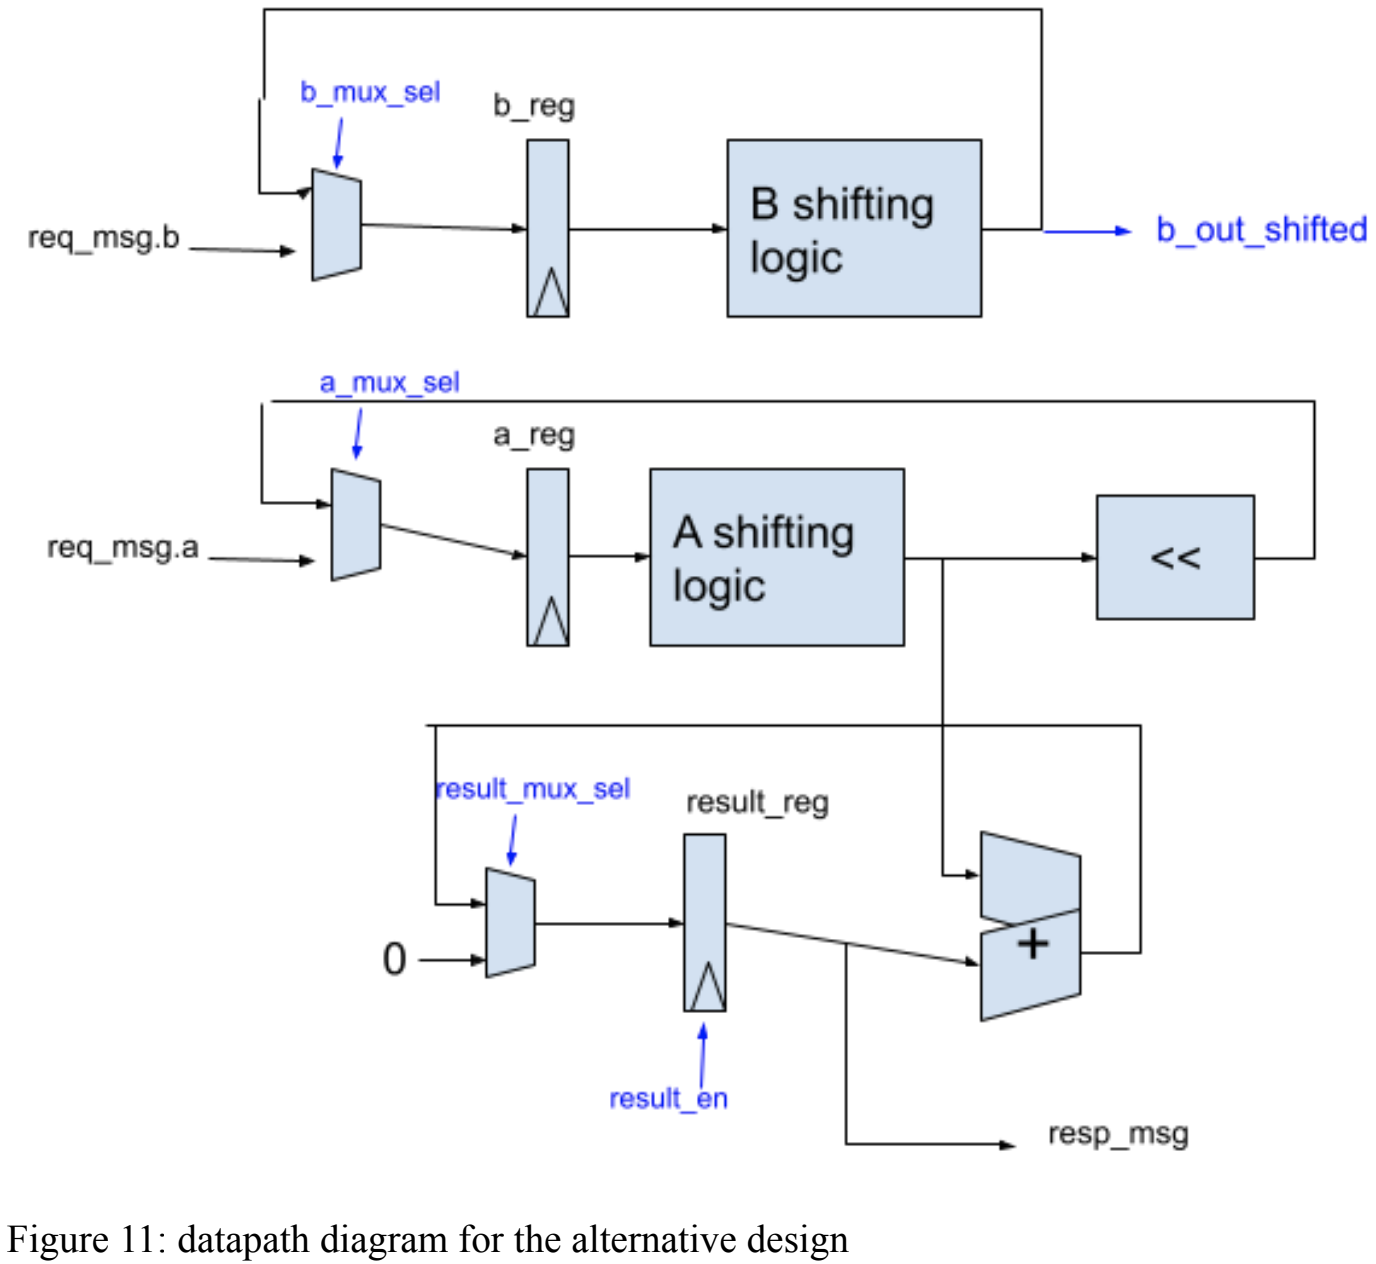 b_mux_sel
b_reg
B shifting
logic
req_msg.b
b_out_shifted
a_mux_sel
a_reg
A shifting
logic
<<
req_msg.a
result_mux_sel
result_reg
0
+
result_en
resp_msg
Figure 11: datapath diagram for the alternative design